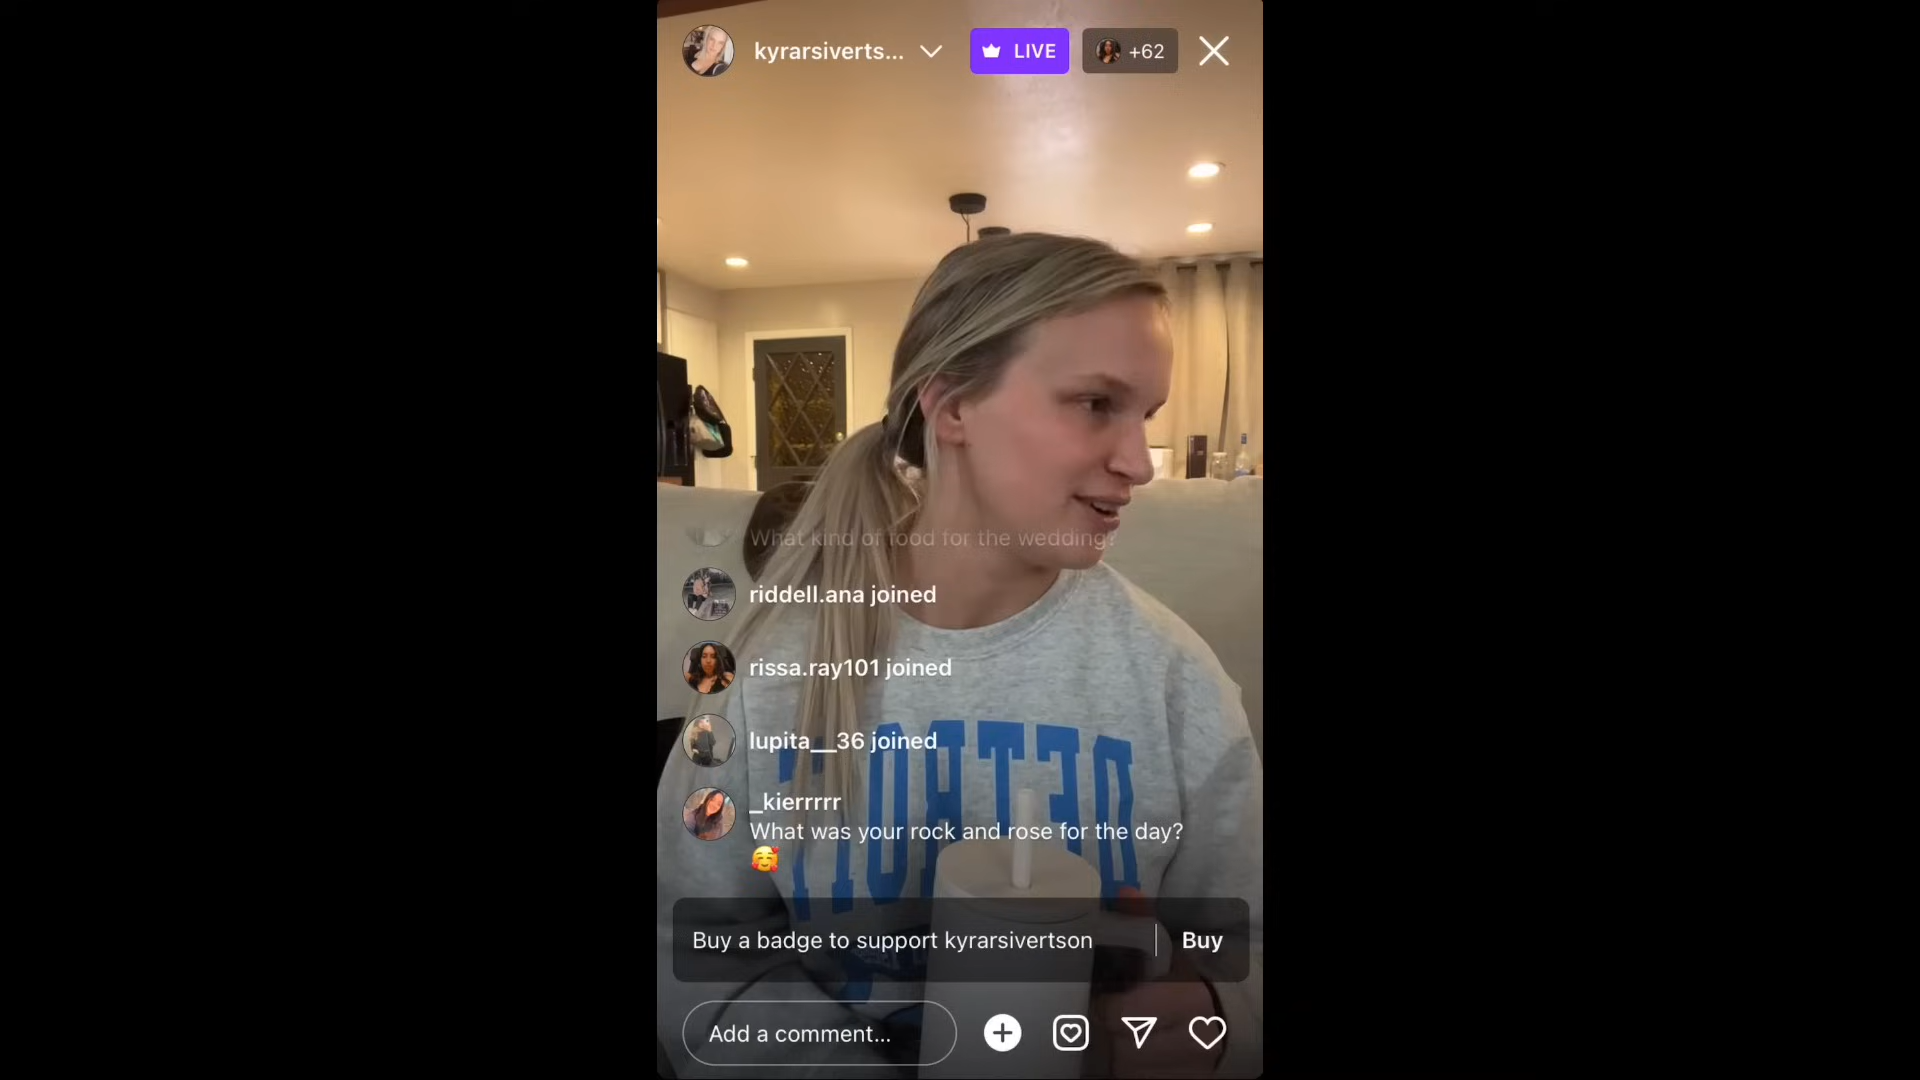 kyrarsiverts...
LIVE
+62
What kind of food for the wedding?
riddell.ana joined
rissa.ray101 joined
lupita__36 joined
_kierrrrr
What was your rock and rose for the day?
🥰
DETROIT
Buy a badge to support kyrarsivertson
Buy
Add a comment...